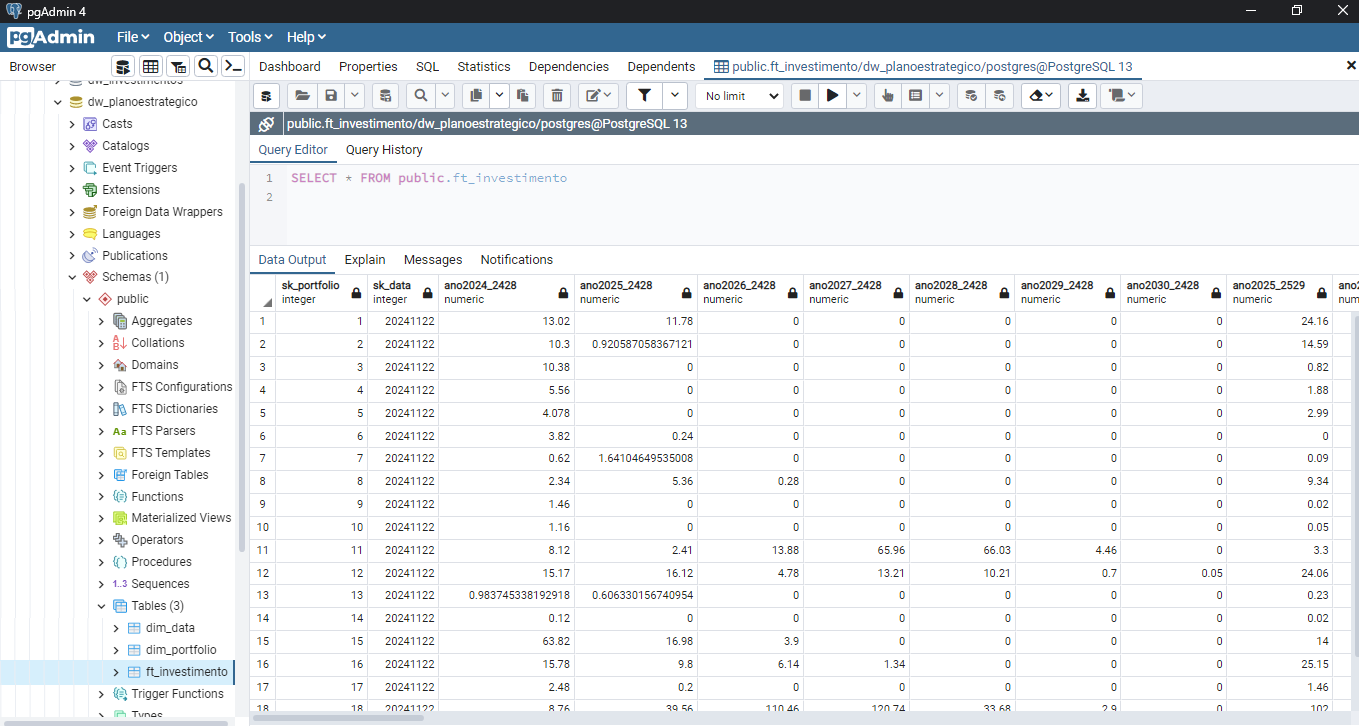 pgAdmin 4
pgAdmin File Object Tools Help
Browser Dashboard Properties SQL Statistics Dependencies Dependents public.ft_investimento/dw_planoestrategico/postgres@PostgreSQL 13
dw_investimentos
dw_planoestrategico
Casts
Catalogs
Event Triggers
Extensions
Foreign Data Wrappers
Languages
Publications
Schemas (1)
public
Aggregates
Collations
Domains
FTS Configurations
FTS Dictionaries
Aa FTS Parsers
FTS Templates
Foreign Tables
Functions
Materialized Views
Operators
Procedures
1..3 Sequences
Tables (3)
dim_data
dim_portfolio
ft_investimento
Trigger Functions
Types
No limit
public.ft_investimento/dw_planoestrategico/postgres@PostgreSQL 13
Query Editor Query History
1 SELECT * FROM public.ft_investimento
2
Data Output Explain Messages Notifications
sk_portfolio sk_data ano2024_2428 ano2025_2428 ano2026_2428 ano2027_2428 ano2028_2428 ano2029_2428 ano2030_2428 ano2025_2529
integer integer numeric numeric numeric numeric numeric numeric numeric numeric
1 1 20241122 13.02 11.78 0 0 0 0 0 24.16
2 2 20241122 10.3 0.920587058367121 0 0 0 0 0 14.59
3 3 20241122 10.38 0 0 0 0 0 0 0.82
4 4 20241122 5.56 0 0 0 0 0 0 1.88
5 5 20241122 4.078 0 0 0 0 0 0 2.99
6 6 20241122 3.82 0.24 0 0 0 0 0 0
7 7 20241122 0.62 1.64104649535008 0 0 0 0 0 0.09
8 8 20241122 2.34 5.36 0.28 0 0 0 0 9.34
9 9 20241122 1.46 0 0 0 0 0 0 0.02
10 10 20241122 1.16 0 0 0 0 0 0 0.05
11 11 20241122 8.12 2.41 13.88 65.96 66.03 4.46 0 3.3
12 12 20241122 15.17 16.12 4.78 13.21 10.21 0.7 0.05 24.06
13 13 20241122 0.983745338192918 0.606330156740954 0 0 0 0 0 0.23
14 14 20241122 0.12 0 0 0 0 0 0 0.02
15 15 20241122 63.82 16.98 3.9 0 0 0 0 14
16 16 20241122 15.78 9.8 6.14 1.34 0 0 0 25.15
17 17 20241122 2.48 0.2 0 0 0 0 0 1.46
18 18 20241122 8.76 39.56 110.46 120.74 33.68 2.9 0 102